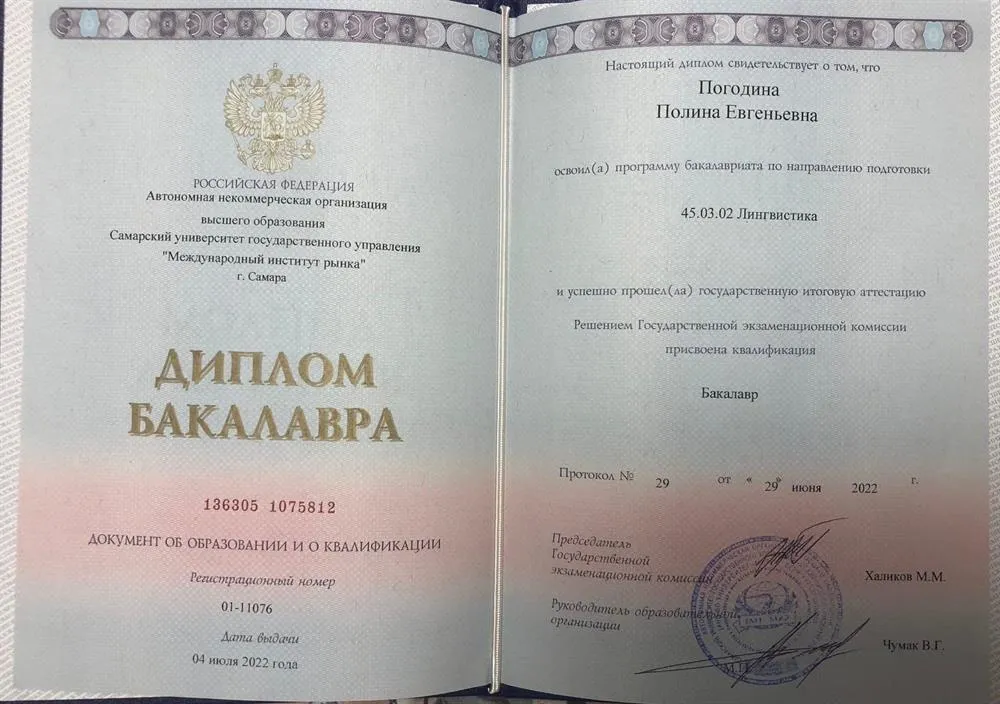 РОССИЙСКАЯ ФЕДЕРАЦИЯ
Автономная некоммерческая организация
высшего образования
Самарский университет государственного управления
"Международный институт рынка"
г. Самара
ДИПЛОМ
БАКАЛАВРА
136305 1075812
ДОКУМЕНТ ОБ ОБРАЗОВАНИИ И О КВАЛИФИКАЦИИ
Регистрационный номер
01-11076
Дата выдачи
04 июля 2022 года
Настоящий диплом свидетельствует о том, что
Погодина
Полина Евгеньевна
освоил(а) программу бакалавриата по направлению подготовки
45.03.02 Лингвистика
и успешно прошел(ла) государственную итоговую аттестацию
Решением Государственной экзаменационной комиссии
присвоена квалификация
Бакалавр
Протокол № 29 от « 29 » июня 2022 г.
Председатель
Государственной
экзаменационной комиссии
Халиков М.М.
Руководитель образовательной
организации
Чумак В.Г.
М.П.